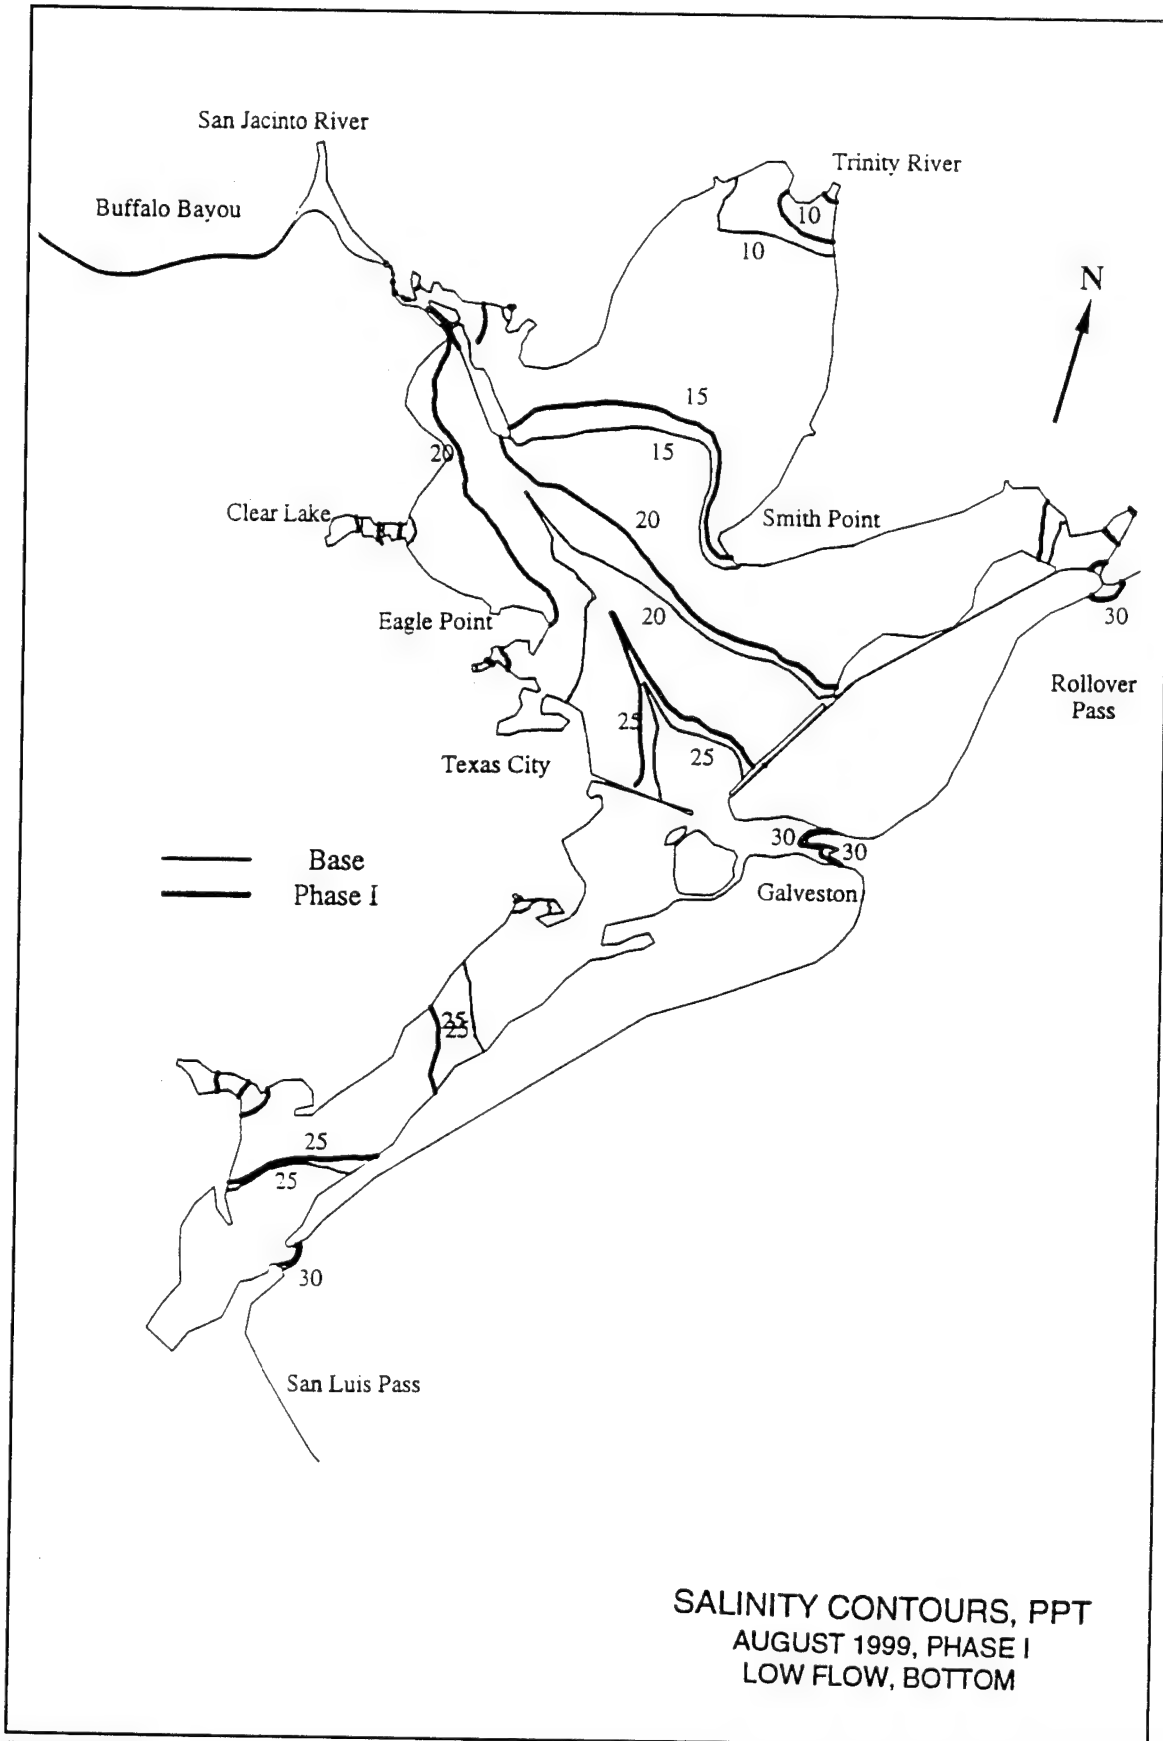 San Jacinto River
Trinity River
Buffalo Bayou
10
10
N
15
15
20
Clear Lake
20
Smith Point
Eagle Point
20
30
Rollover
Pass
25
25
Texas City
30
30
Base
Phase I
Galveston
25
25
25
25
30
San Luis Pass
SALINITY CONTOURS, PPT
AUGUST 1999, PHASE I
LOW FLOW, BOTTOM